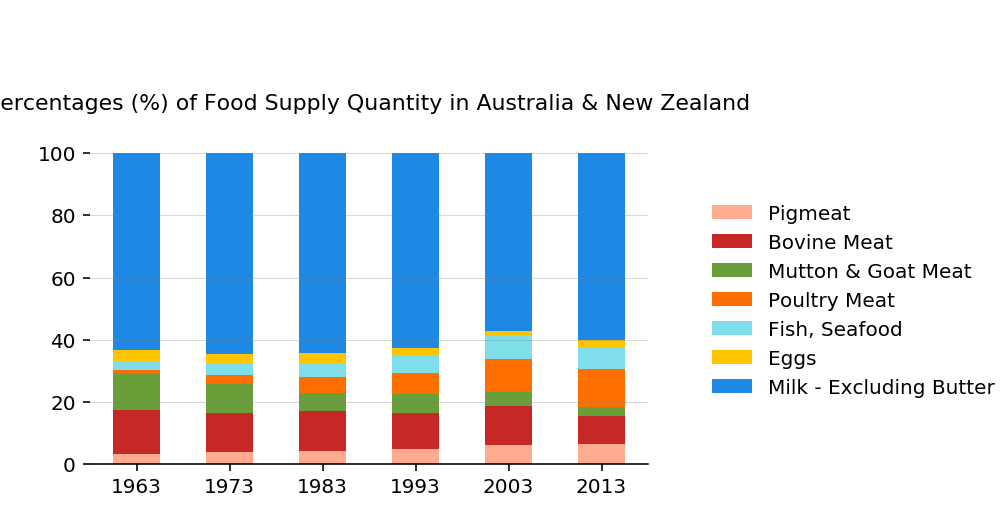 ercentages (%) of Food Supply Quantity in Australia & New Zealand
100
80
60
40
20
0
1963 1973 1983 1993 2003 2013
Pigmeat
Bovine Meat
Mutton & Goat Meat
Poultry Meat
Fish, Seafood
Eggs
Milk - Excluding Butter